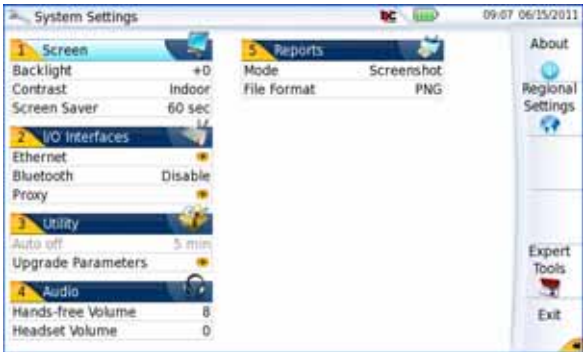 System Settings
DC
09:07 06/15/2011
1 Screen
Backlight +0
Contrast Indoor
Screen Saver 60 sec
2 I/O Interfaces
Ethernet
Bluetooth Disable
Proxy
3 Utility
Auto off 5 min
Upgrade Parameters
4 Audio
Hands-free Volume 8
Headset Volume 0
5 Reports
Mode Screenshot
File Format PNG
About
Regional
Settings
Expert
Tools
Exit